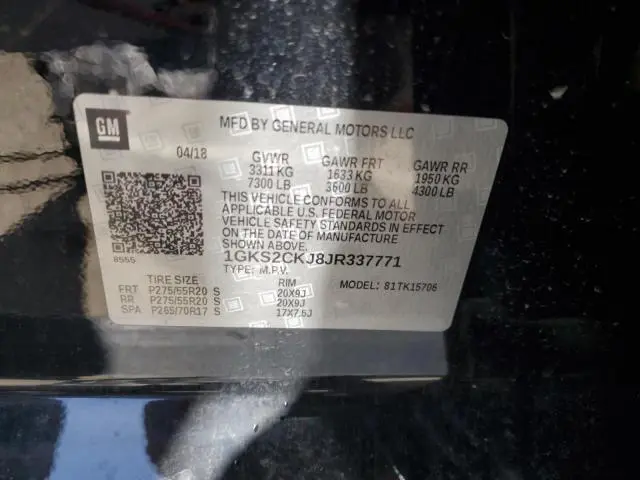 GM
MFD BY GENERAL MOTORS LLC
04/18 GVWR GAWR FRT GAWR RR
3311 KG 1633 KG 1950 KG
7300 LB 3600 LB 4300 LB
THIS VEHICLE CONFORMS TO ALL
APPLICABLE U.S. FEDERAL MOTOR
VEHICLE SAFETY STANDARDS IN EFFECT
ON THE DATE OF MANUFACTURE
SHOWN ABOVE.
8555
1GKS2CKJ8JR337771
TYPE: M.P.V.
MODEL: 81TK15706
TIRE SIZE RIM
FRT P275/55R20 S 20X9J
RR P275/55R20 S 20X9J
SPA P265/70R17 S 17X7.5J